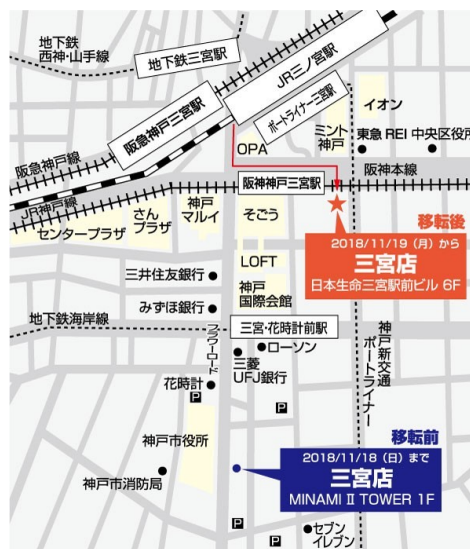 地下鉄
西神・山手線
地下鉄三宮駅
JR三ノ宮駅
阪急神戸三宮駅
ポートライナー三宮駅
イオン
ミント
神戸
東急 REI
中央区役所
OPA
阪急神戸線
阪神神戸三宮駅
阪神本線
JR神戸線
センタープラザ
さん
プラザ
神戸
マルイ
そごう
移転後
2018/11/19（月）から
三宮店
日本生命三宮駅前ビル 6F
LOFT
三井住友銀行
神戸
国際会館
みずほ銀行
地下鉄海岸線
フラワーロード
三宮・花時計前駅
ローソン
三菱
UFJ銀行
神戸新交通
ポートライナー
花時計
P
P
神戸市役所
移転前
2018/11/18（日）まで
三宮店
MINAMI II TOWER 1F
神戸市消防局
P
P
セブン
イレブン